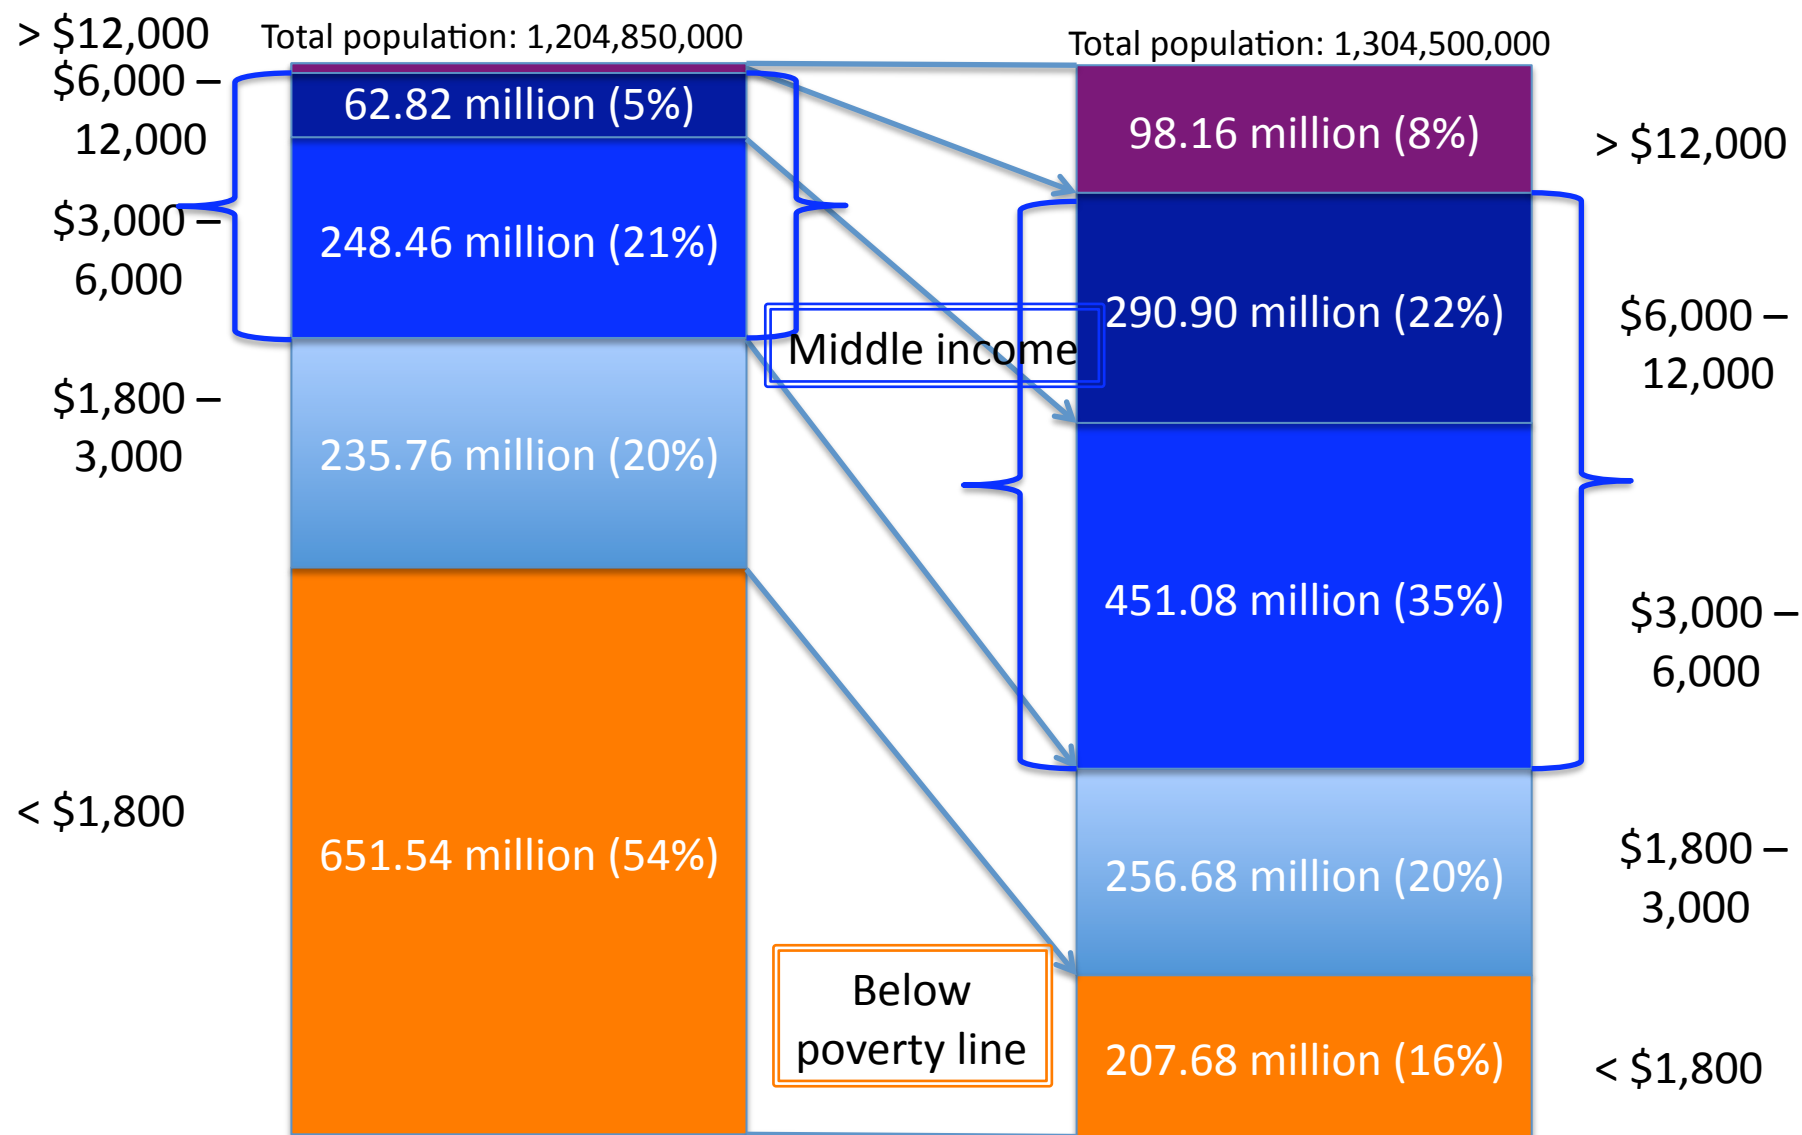 > $12,000
Total population: 1,204,850,000
Total population: 1,304,500,000
$6,000 –
12,000
$3,000 –
6,000
$1,800 –
3,000
< $1,800
62.82 million (5%)
248.46 million (21%)
235.76 million (20%)
651.54 million (54%)
Middle income
Below
poverty line
98.16 million (8%)
290.90 million (22%)
451.08 million (35%)
256.68 million (20%)
207.68 million (16%)
> $12,000
$6,000 –
12,000
$3,000 –
6,000
$1,800 –
3,000
< $1,800